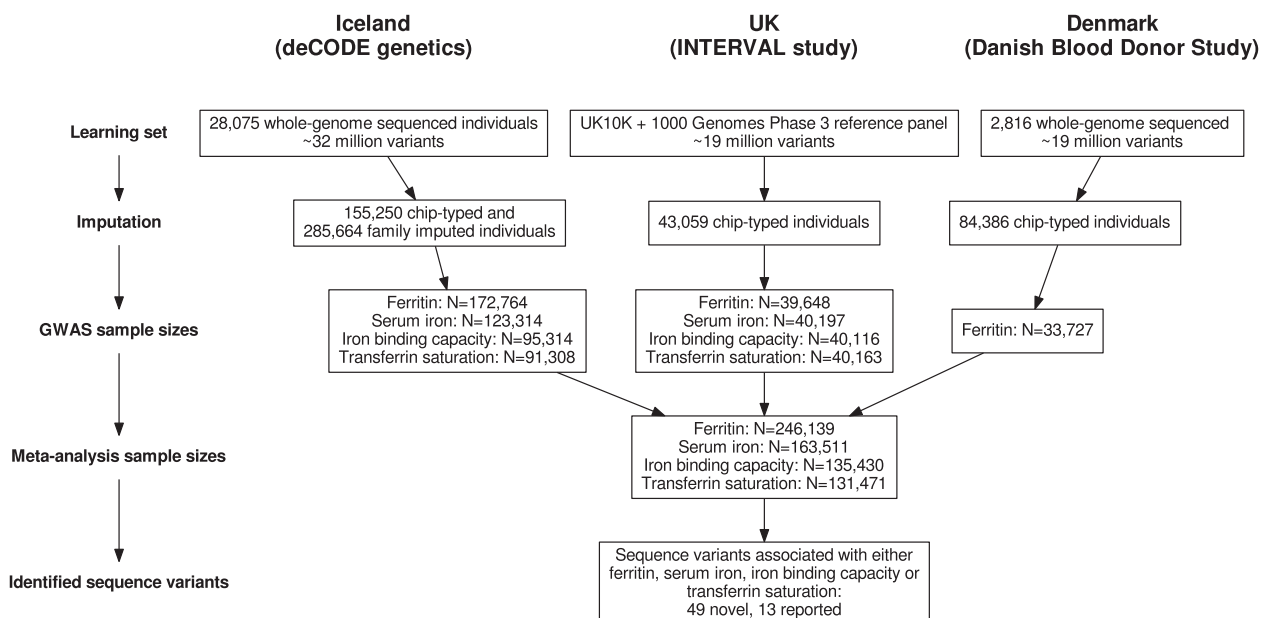 Iceland
(deCODE genetics)
UK
(INTERVAL study)
Denmark
(Danish Blood Donor Study)
Learning set
28,075 whole-genome sequenced individuals
~32 million variants
UK10K + 1000 Genomes Phase 3 reference panel
~19 million variants
2,816 whole-genome sequenced
~19 million variants
Imputation
155,250 chip-typed and
285,664 family imputed individuals
43,059 chip-typed individuals
84,386 chip-typed individuals
GWAS sample sizes
Ferritin: N=172,764
Serum iron: N=123,314
Iron binding capacity: N=95,314
Transferrin saturation: N=91,308
Ferritin: N=39,648
Serum iron: N=40,197
Iron binding capacity: N=40,116
Transferrin saturation: N=40,163
Ferritin: N=33,727
Meta-analysis sample sizes
Ferritin: N=246,139
Serum iron: N=163,511
Iron binding capacity: N=135,430
Transferrin saturation: N=131,471
Identified sequence variants
Sequence variants associated with either
ferritin, serum iron, iron binding capacity or
transferrin saturation:
49 novel, 13 reported